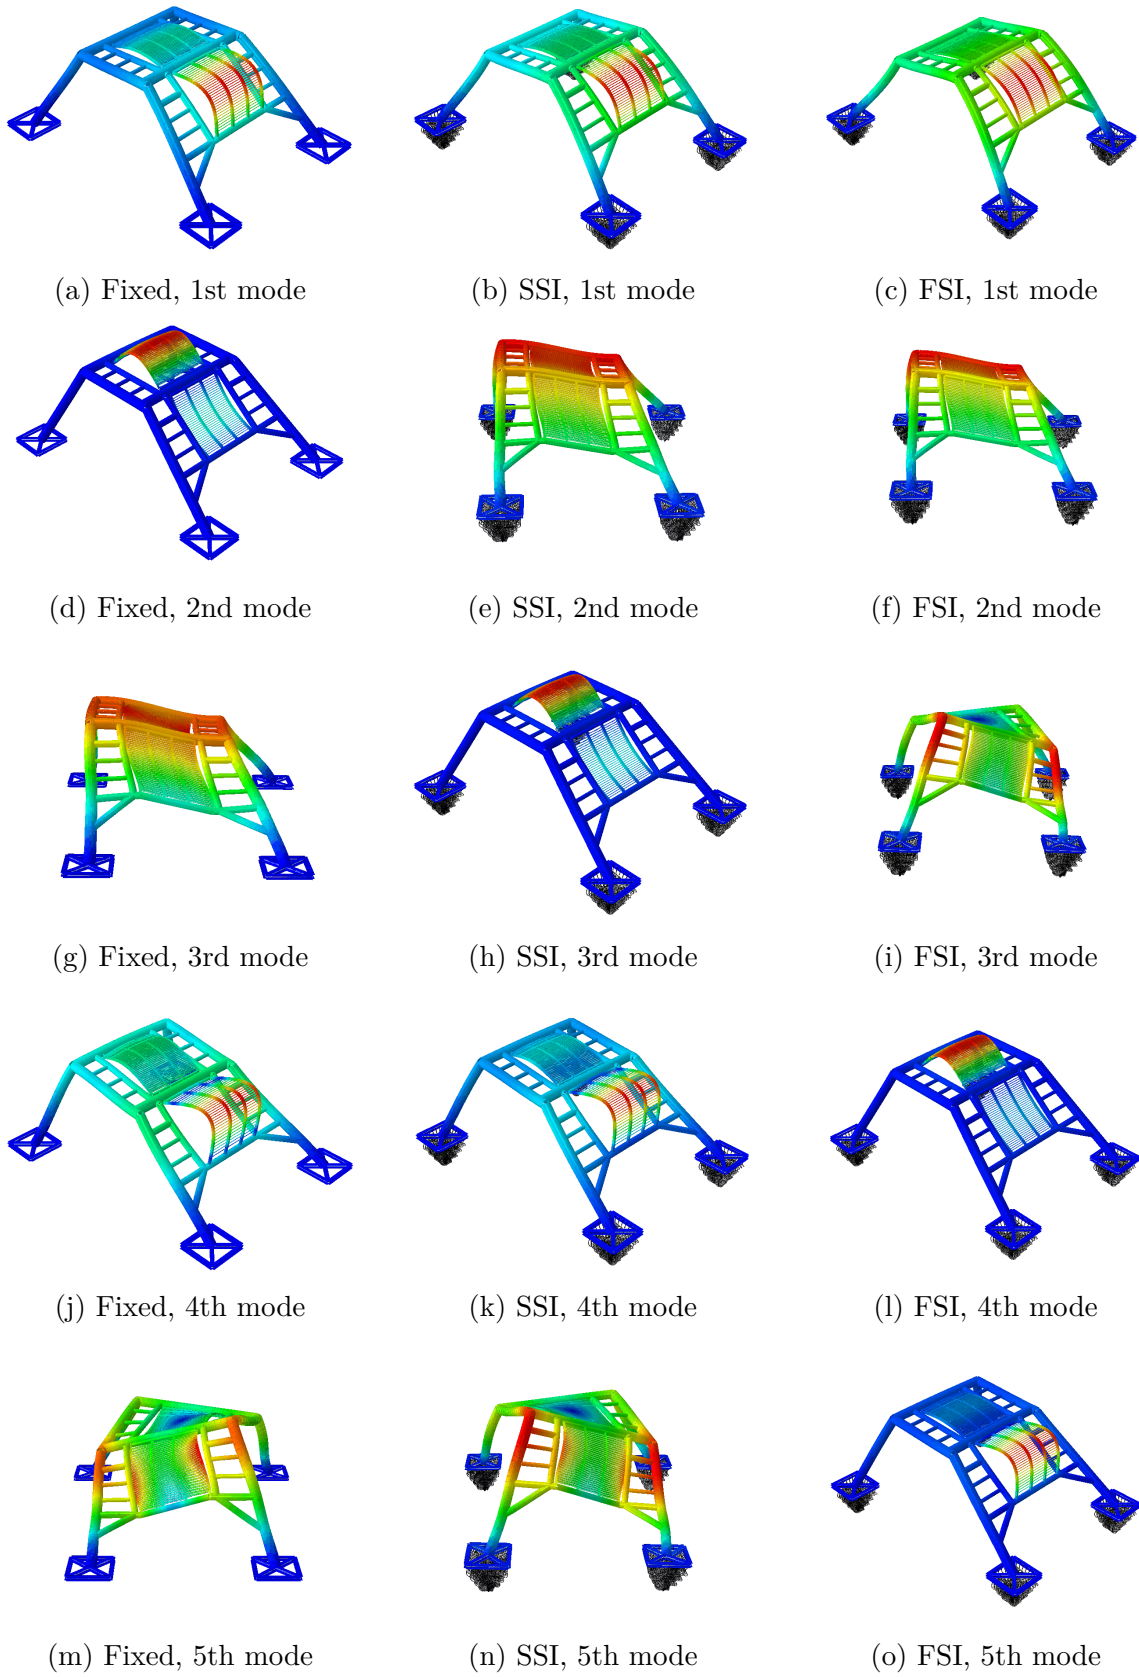 (a) Fixed, 1st mode
(b) SSI, 1st mode
(c) FSI, 1st mode
(d) Fixed, 2nd mode
(e) SSI, 2nd mode
(f) FSI, 2nd mode
(g) Fixed, 3rd mode
(h) SSI, 3rd mode
(i) FSI, 3rd mode
(j) Fixed, 4th mode
(k) SSI, 4th mode
(l) FSI, 4th mode
(m) Fixed, 5th mode
(n) SSI, 5th mode
(o) FSI, 5th mode